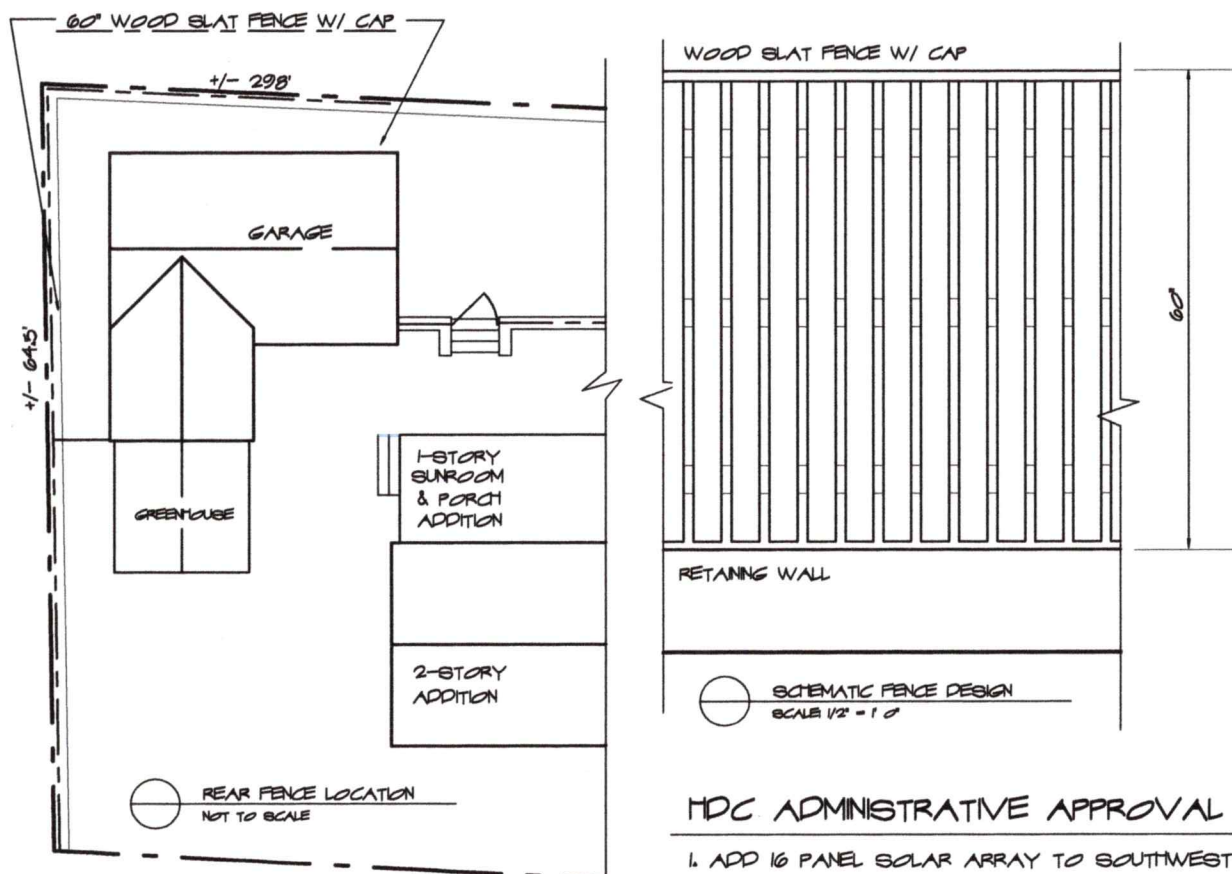 60" WOOD SLAT FENCE W/ CAP
+/- 298'
GARAGE
+/- 64.5'
GREENHOUSE
1-STORY
SUNROOM
& PORCH
ADDITION
2-STORY
ADDITION
REAR FENCE LOCATION
NOT TO SCALE
WOOD SLAT FENCE W/ CAP
60"
RETAINING WALL
SCHEMATIC FENCE DESIGN
SCALE 1/2" = 1' 0"
HDC ADMINISTRATIVE APPROVAL
1. ADD 16 PANEL SOLAR ARRAY TO SOUTHWEST